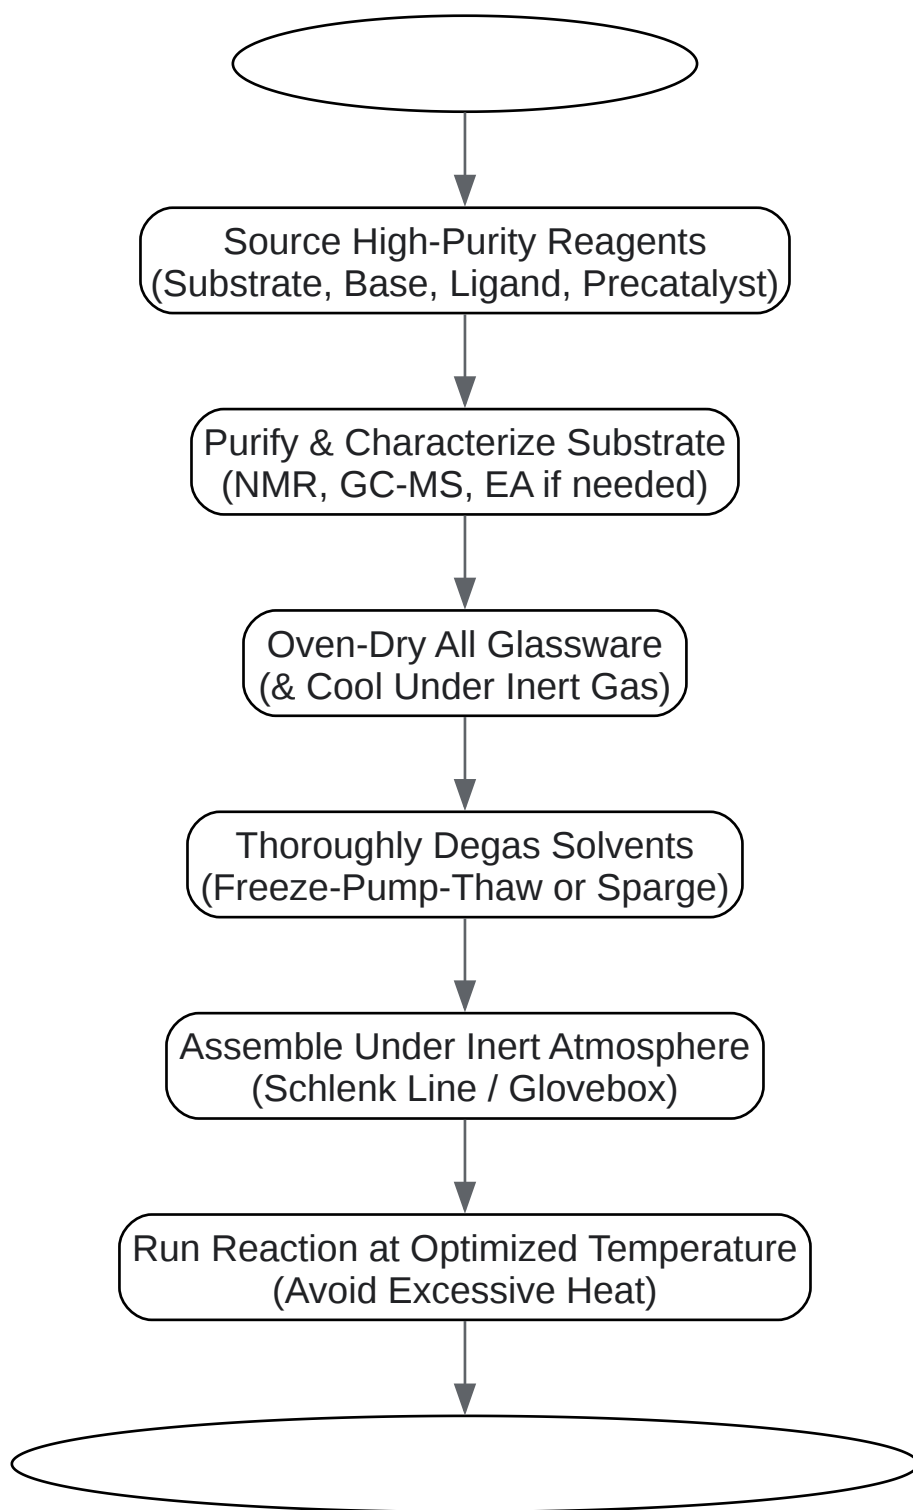 Source High-Purity Reagents
(Substrate, Base, Ligand, Precatalyst)
Purify & Characterize Substrate
(NMR, GC-MS, EA if needed)
Oven-Dry All Glassware
(& Cool Under Inert Gas)
Thoroughly Degas Solvents
(Freeze-Pump-Thaw or Sparge)
Assemble Under Inert Atmosphere
(Schlenk Line / Glovebox)
Run Reaction at Optimized Temperature
(Avoid Excessive Heat)